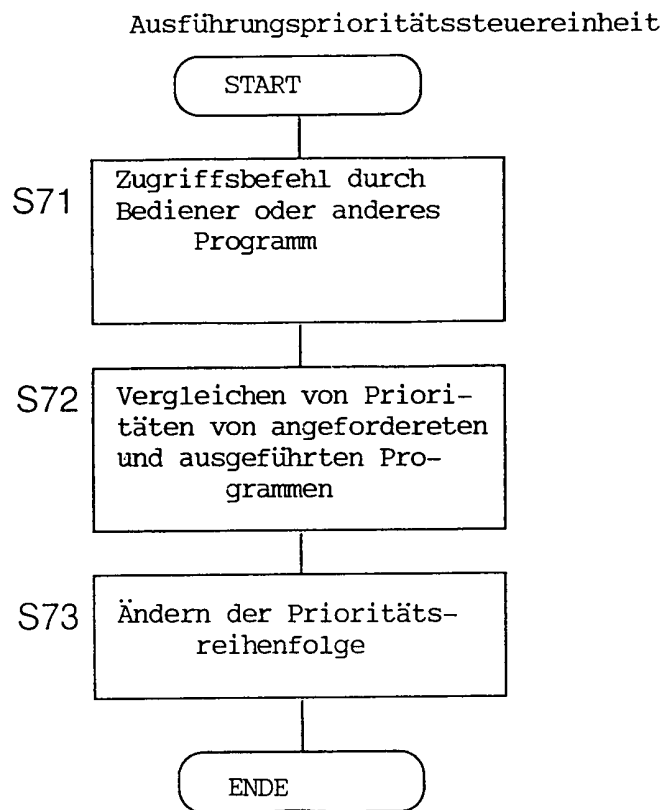 Ausführungsprioritätssteuereinheit
START
S71
Zugriffsbefehl durch
Bediener oder anderes
Programm
S72
Vergleichen von Priori-
täten von angefordereten
und ausgeführten Pro-
grammen
S73
Ändern der Prioritäts-
reihenfolge
ENDE